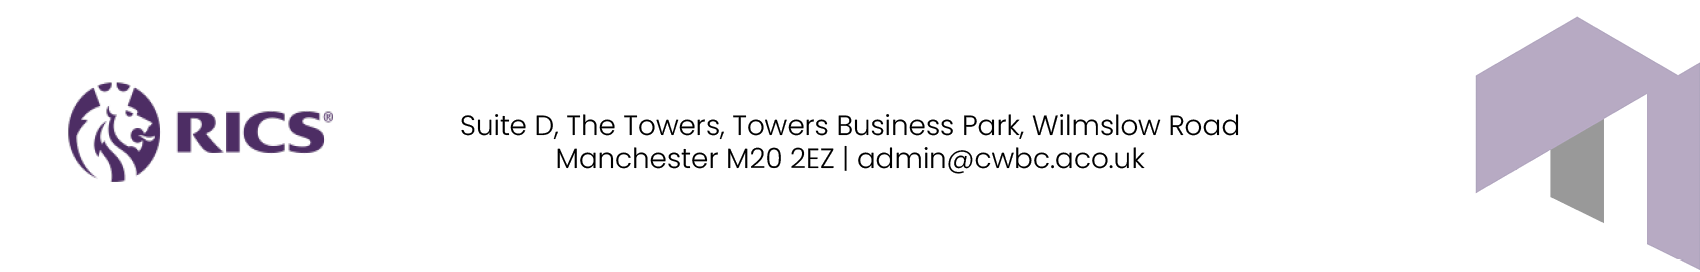 RICS®
Suite D, The Towers, Towers Business Park, Wilmslow Road
Manchester M20 2EZ | admin@cwbc.aco.uk